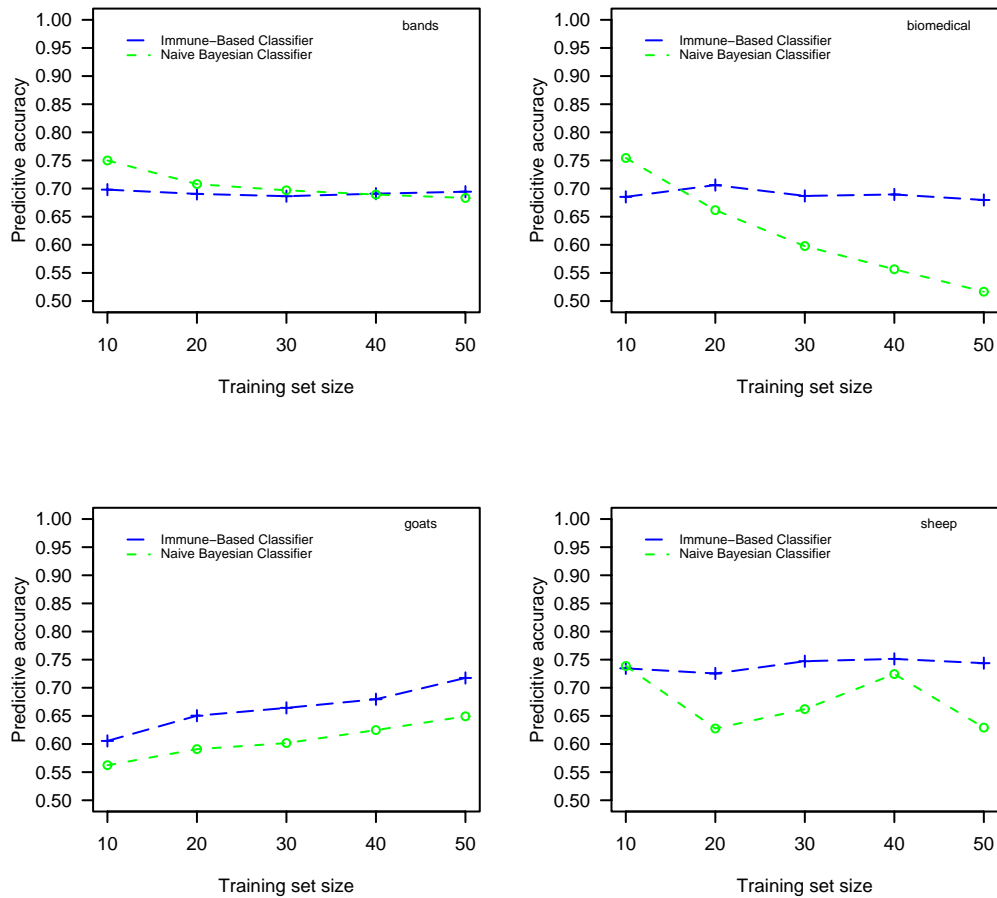 bands
Immune−Based Classifier
Naive Bayesian Classifier
1.00
0.95
0.90
0.85
0.80
0.75
0.70
0.65
0.60
0.55
0.50
Predicitive accuracy
10 20 30 40 50
Training set size
biomedical
Immune−Based Classifier
Naive Bayesian Classifier
1.00
0.95
0.90
0.85
0.80
0.75
0.70
0.65
0.60
0.55
0.50
Predicitive accuracy
10 20 30 40 50
Training set size
goats
Immune−Based Classifier
Naive Bayesian Classifier
1.00
0.95
0.90
0.85
0.80
0.75
0.70
0.65
0.60
0.55
0.50
Predicitive accuracy
10 20 30 40 50
Training set size
sheep
Immune−Based Classifier
Naive Bayesian Classifier
1.00
0.95
0.90
0.85
0.80
0.75
0.70
0.65
0.60
0.55
0.50
Predicitive accuracy
10 20 30 40 50
Training set size